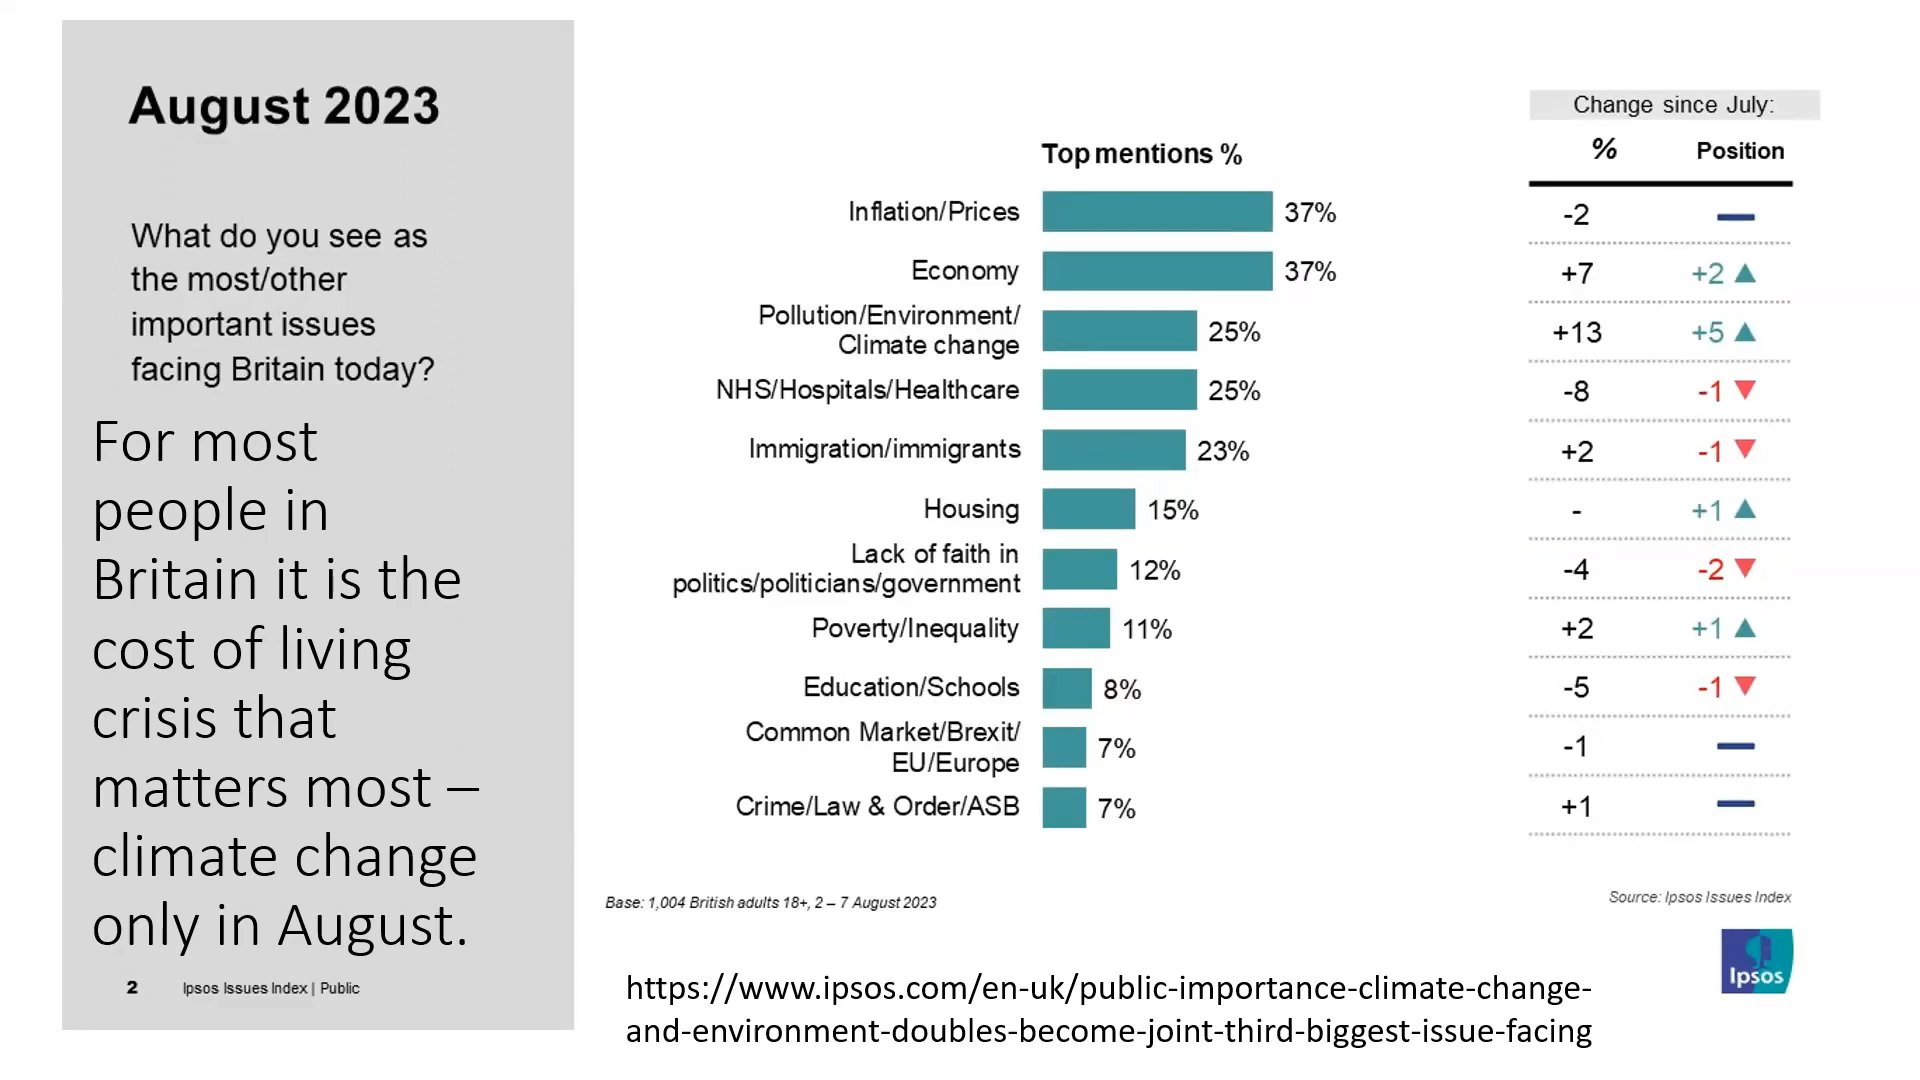 August 2023
What do you see as
the most/other
important issues
facing Britain today?
For most
people in
Britain it is the
cost of living
crisis that
matters most –
climate change
only in August.
2 Ipsos Issues Index | Public
Change since July:
Top mentions % % Position
Inflation/Prices 37% -2
Economy 37% +7 +2 ▲
Pollution/Environment/
Climate change 25% +13 +5 ▲
NHS/Hospitals/Healthcare 25% -8 -1 ▼
Immigration/immigrants 23% +2 -1 ▼
Housing 15% - +1 ▲
Lack of faith in
politics/politicians/government 12% -4 -2 ▼
Poverty/Inequality 11% +2 +1 ▲
Education/Schools 8% -5 -1 ▼
Common Market/Brexit/
EU/Europe 7% -1
Crime/Law & Order/ASB 7% +1
Base: 1,004 British adults 18+, 2 – 7 August 2023
Source: Ipsos Issues Index
Ipsos
https://www.ipsos.com/en-uk/public-importance-climate-change-
and-environment-doubles-become-joint-third-biggest-issue-facing